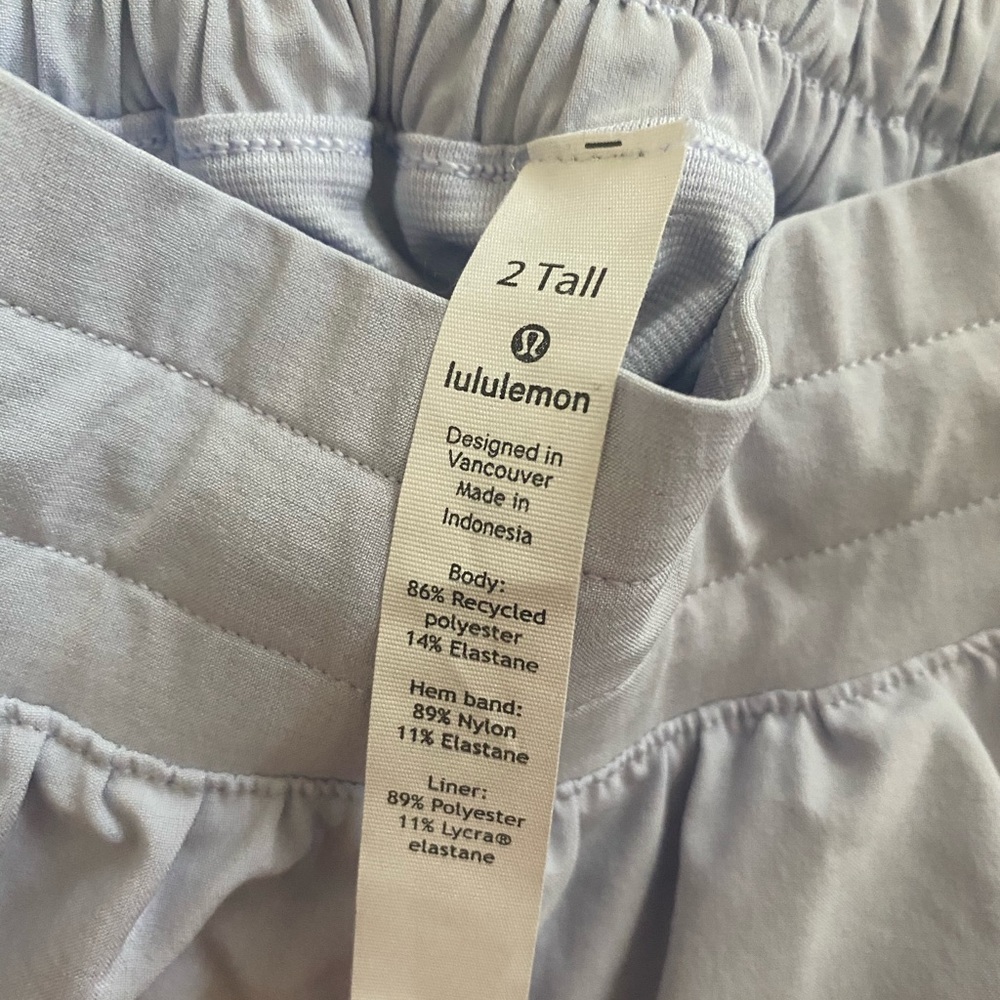 2 Tall
lululemon
Designed in
Vancouver
Made in
Indonesia
Body:
86% Recycled
polyester
14% Elastane
Hem band:
89% Nylon
11% Elastane
Liner:
89% Polyester
11% Lycra®
elastane